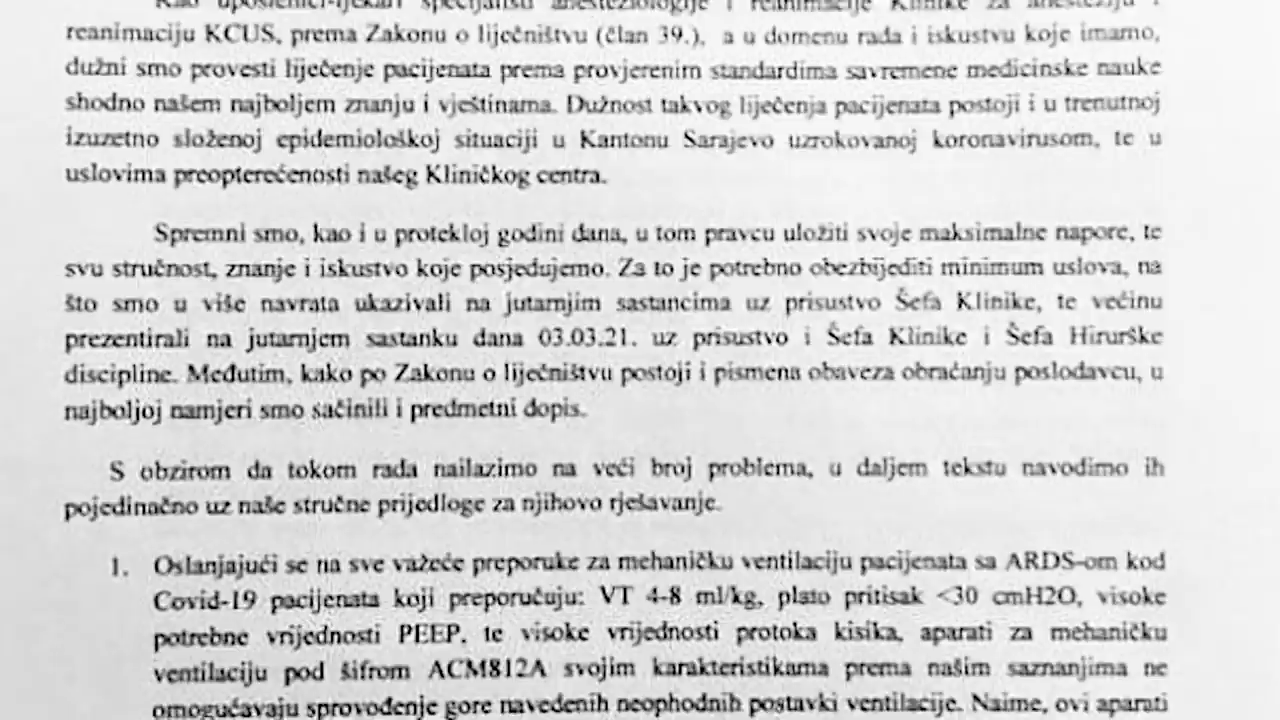 Kao uposlenici-ljekari specijalisti anesteziologije i reanimacije Klinike za anesteziju i
reanimaciju KCUS, prema Zakonu o liječništvu (član 39.), a u domenu rada i iskustvu koje imamo,
dužni smo provesti liječenje pacijenata prema provjerenim standardima savremene medicinske nauke
shodno našem najboljem znanju i vještinama. Dužnost takvog liječenja pacijenata postoji i u trenutnoj
izuzetno složenoj epidemiološkoj situaciji u Kantonu Sarajevo uzrokovanoj koronavirusom, te u
uslovima preopterećenosti našeg Kliničkog centra.
Spremni smo, kao i u protekloj godini dana, u tom pravcu uložiti svoje maksimalne napore, te
svu stručnost, znanje i iskustvo koje posjedujemo. Za to je potrebno obezbijediti minimum uslova, na
što smo u više navrata ukazivali na jutarnjim sastancima uz prisustvo Šefa Klinike, te većinu
prezentirali na jutarnjem sastanku dana 03.03.21. uz prisustvo i Šefa Klinike i Šefa Hirurške
discipline. Međutim, kako po Zakonu o liječništvu postoji i pismena obaveza obraćanju poslodavcu, u
najboljoj namjeri smo sačinili i predmetni dopis.
S obzirom da tokom rada nailazimo na veći broj problema, u daljem tekstu navodimo ih
pojedinačno uz naše stručne prijedloge za njihovo rješavanje.
1. Oslanjajući se na sve važeće preporuke za mehaničku ventilaciju pacijenata sa ARDS-om kod
Covid-19 pacijenata koji preporučuju: VT 4-8 ml/kg, plato pritisak <30 cmH2O, visoke
potrebne vrijednosti PEEP, te visoke vrijednosti protoka kisika, aparati za mehaničku
ventilaciju pod šifrom ACM812A svojim karakteristikama prema našim saznanjima ne
omogućavaju sprovođenje gore navedenih neophodnih postavki ventilacije. Naime, ovi aparati